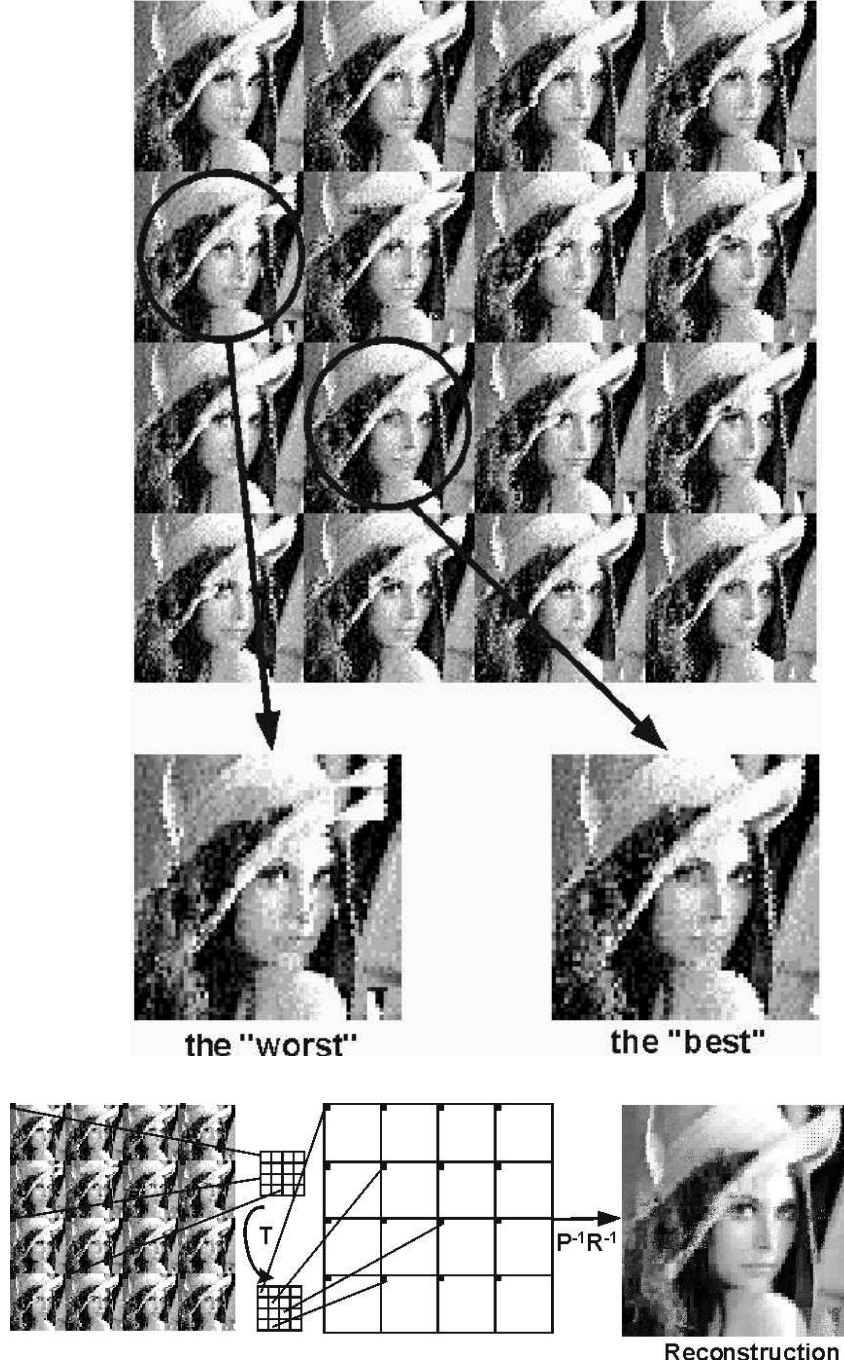 the "worst"
the "best"
T
P⁻¹R⁻¹
Reconstruction